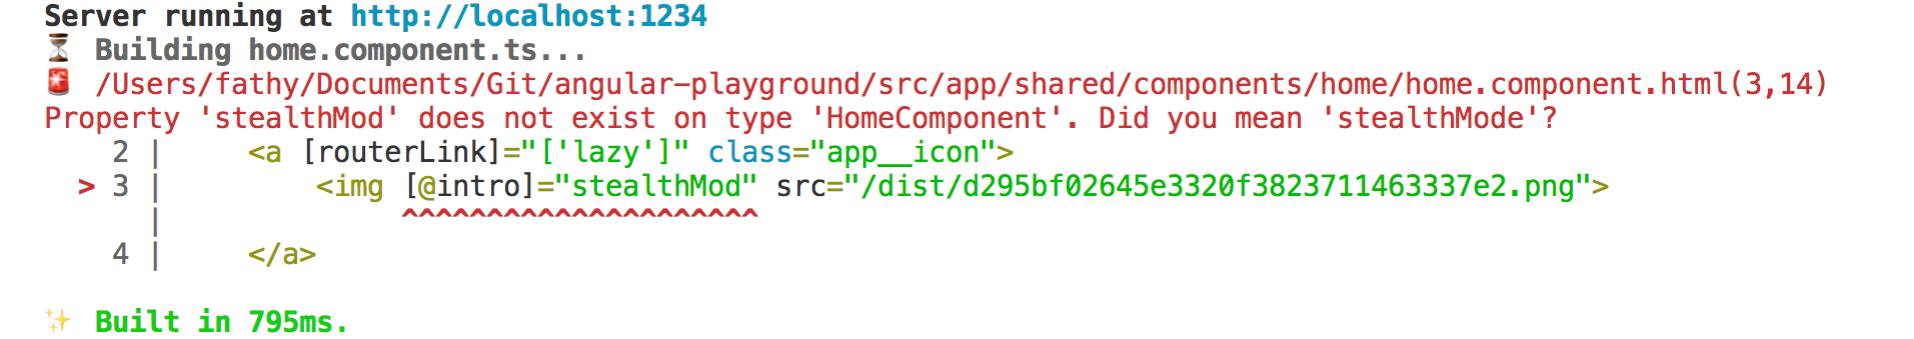 Server running at http://localhost:1234
⏳ Building home.component.ts...
🚨 /Users/fathy/Documents/Git/angular-playground/src/app/shared/components/home/home.component.html(3,14)
Property 'stealthMod' does not exist on type 'HomeComponent'. Did you mean 'stealthMode'?
    2 |     <a [routerLink]="['lazy']" class="app__icon">
  > 3 |         <img [@intro]="stealthMod" src="/dist/d295bf02645e3320f3823711463337e2.png">
      |              ^^^^^^^^^^^^^^^^^^^^^
    4 |     </a>
✨ Built in 795ms.